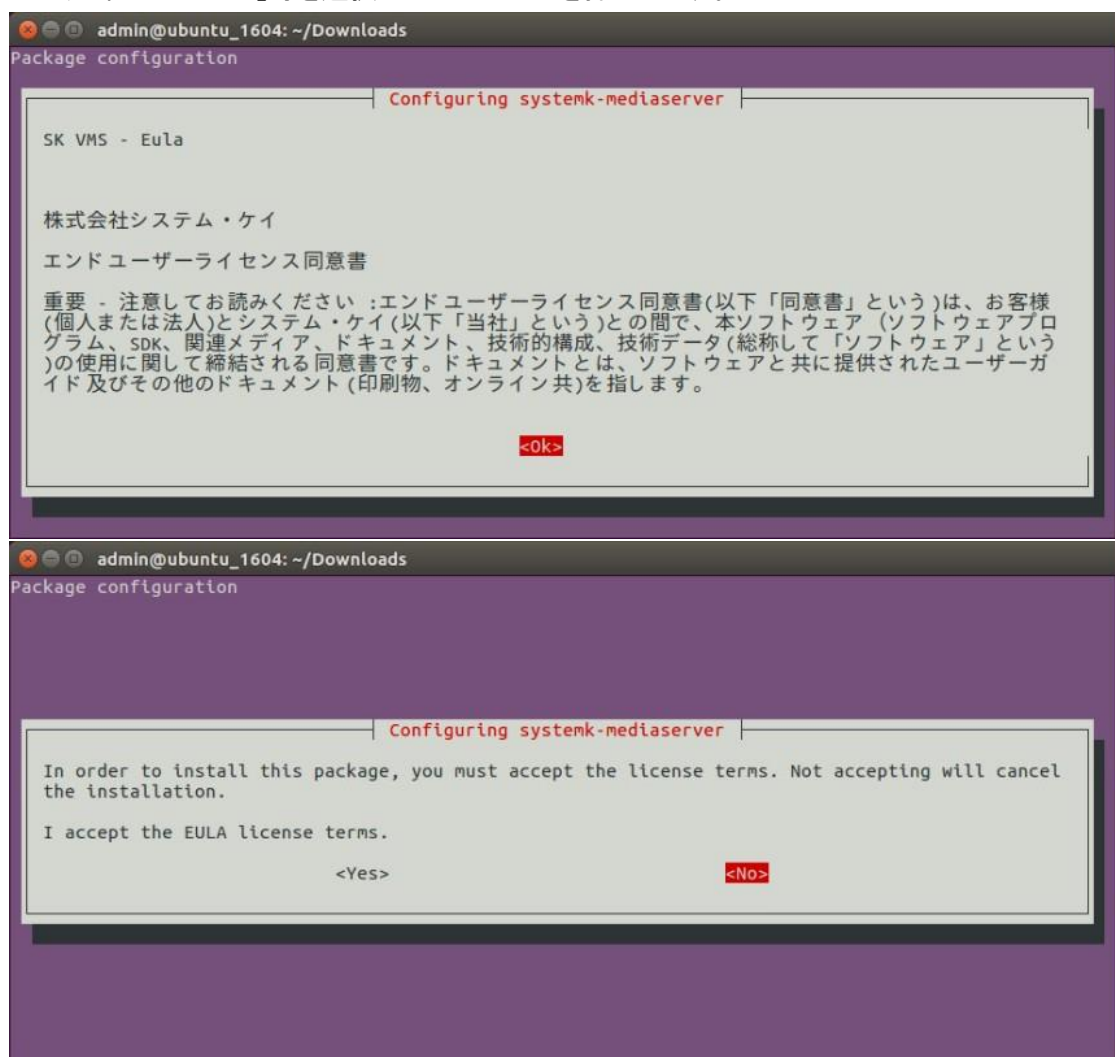 admin@ubuntu_1604: ~/Downloads
Package configuration
Configuring systemk-mediaserver
SK VMS - Eula
株式会社システム・ケイ
エンドユーザーライセンス同意書
重要 - 注意してお読みください :エンドユーザーライセンス同意書(以下「同意書」という)は、お客様
(個人または法人)とシステム・ケイ(以下「当社」という)との間で、本ソフトウェア（ソフトウェアプロ
グラム、SDK、関連メディア、ドキュメント、技術的構成、技術データ(総称して「ソフトウェア」という
)の使用に関して締結される同意書です。ドキュメントとは、ソフトウェアと共に提供されたユーザーガ
イド及びその他のドキュメント(印刷物、オンライン共)を指します。
<Ok>
admin@ubuntu_1604: ~/Downloads
Package configuration
Configuring systemk-mediaserver
In order to install this package, you must accept the license terms. Not accepting will cancel
the installation.
I accept the EULA license terms.
<Yes> <No>